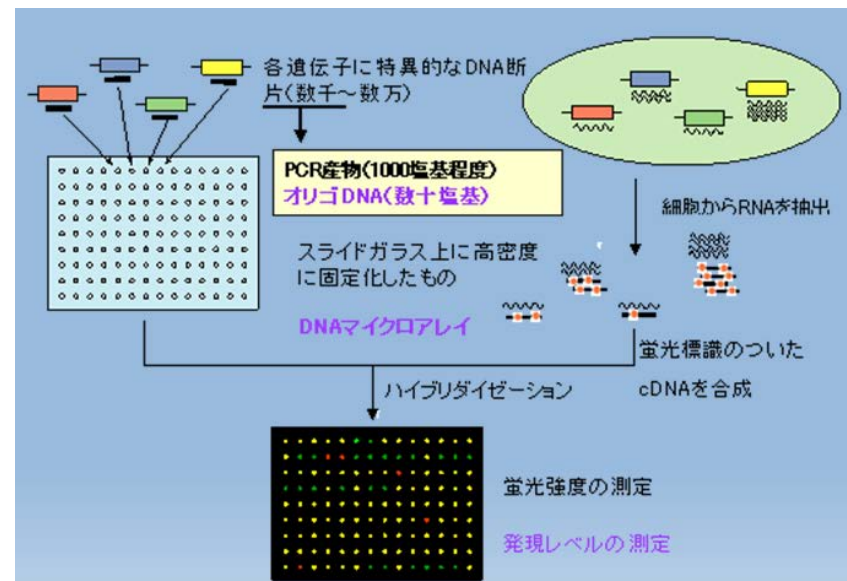 各遺伝子に特異的なDNA断
片(数千～数万)
PCR産物(1000塩基程度)
オリゴDNA(数十塩基)
細胞からRNAを抽出
スライドガラス上に高密度
に固定化したもの
DNAマイクロアレイ
蛍光標識のついた
cDNAを合成
ハイブリダイゼーション
蛍光強度の測定
発現レベルの測定